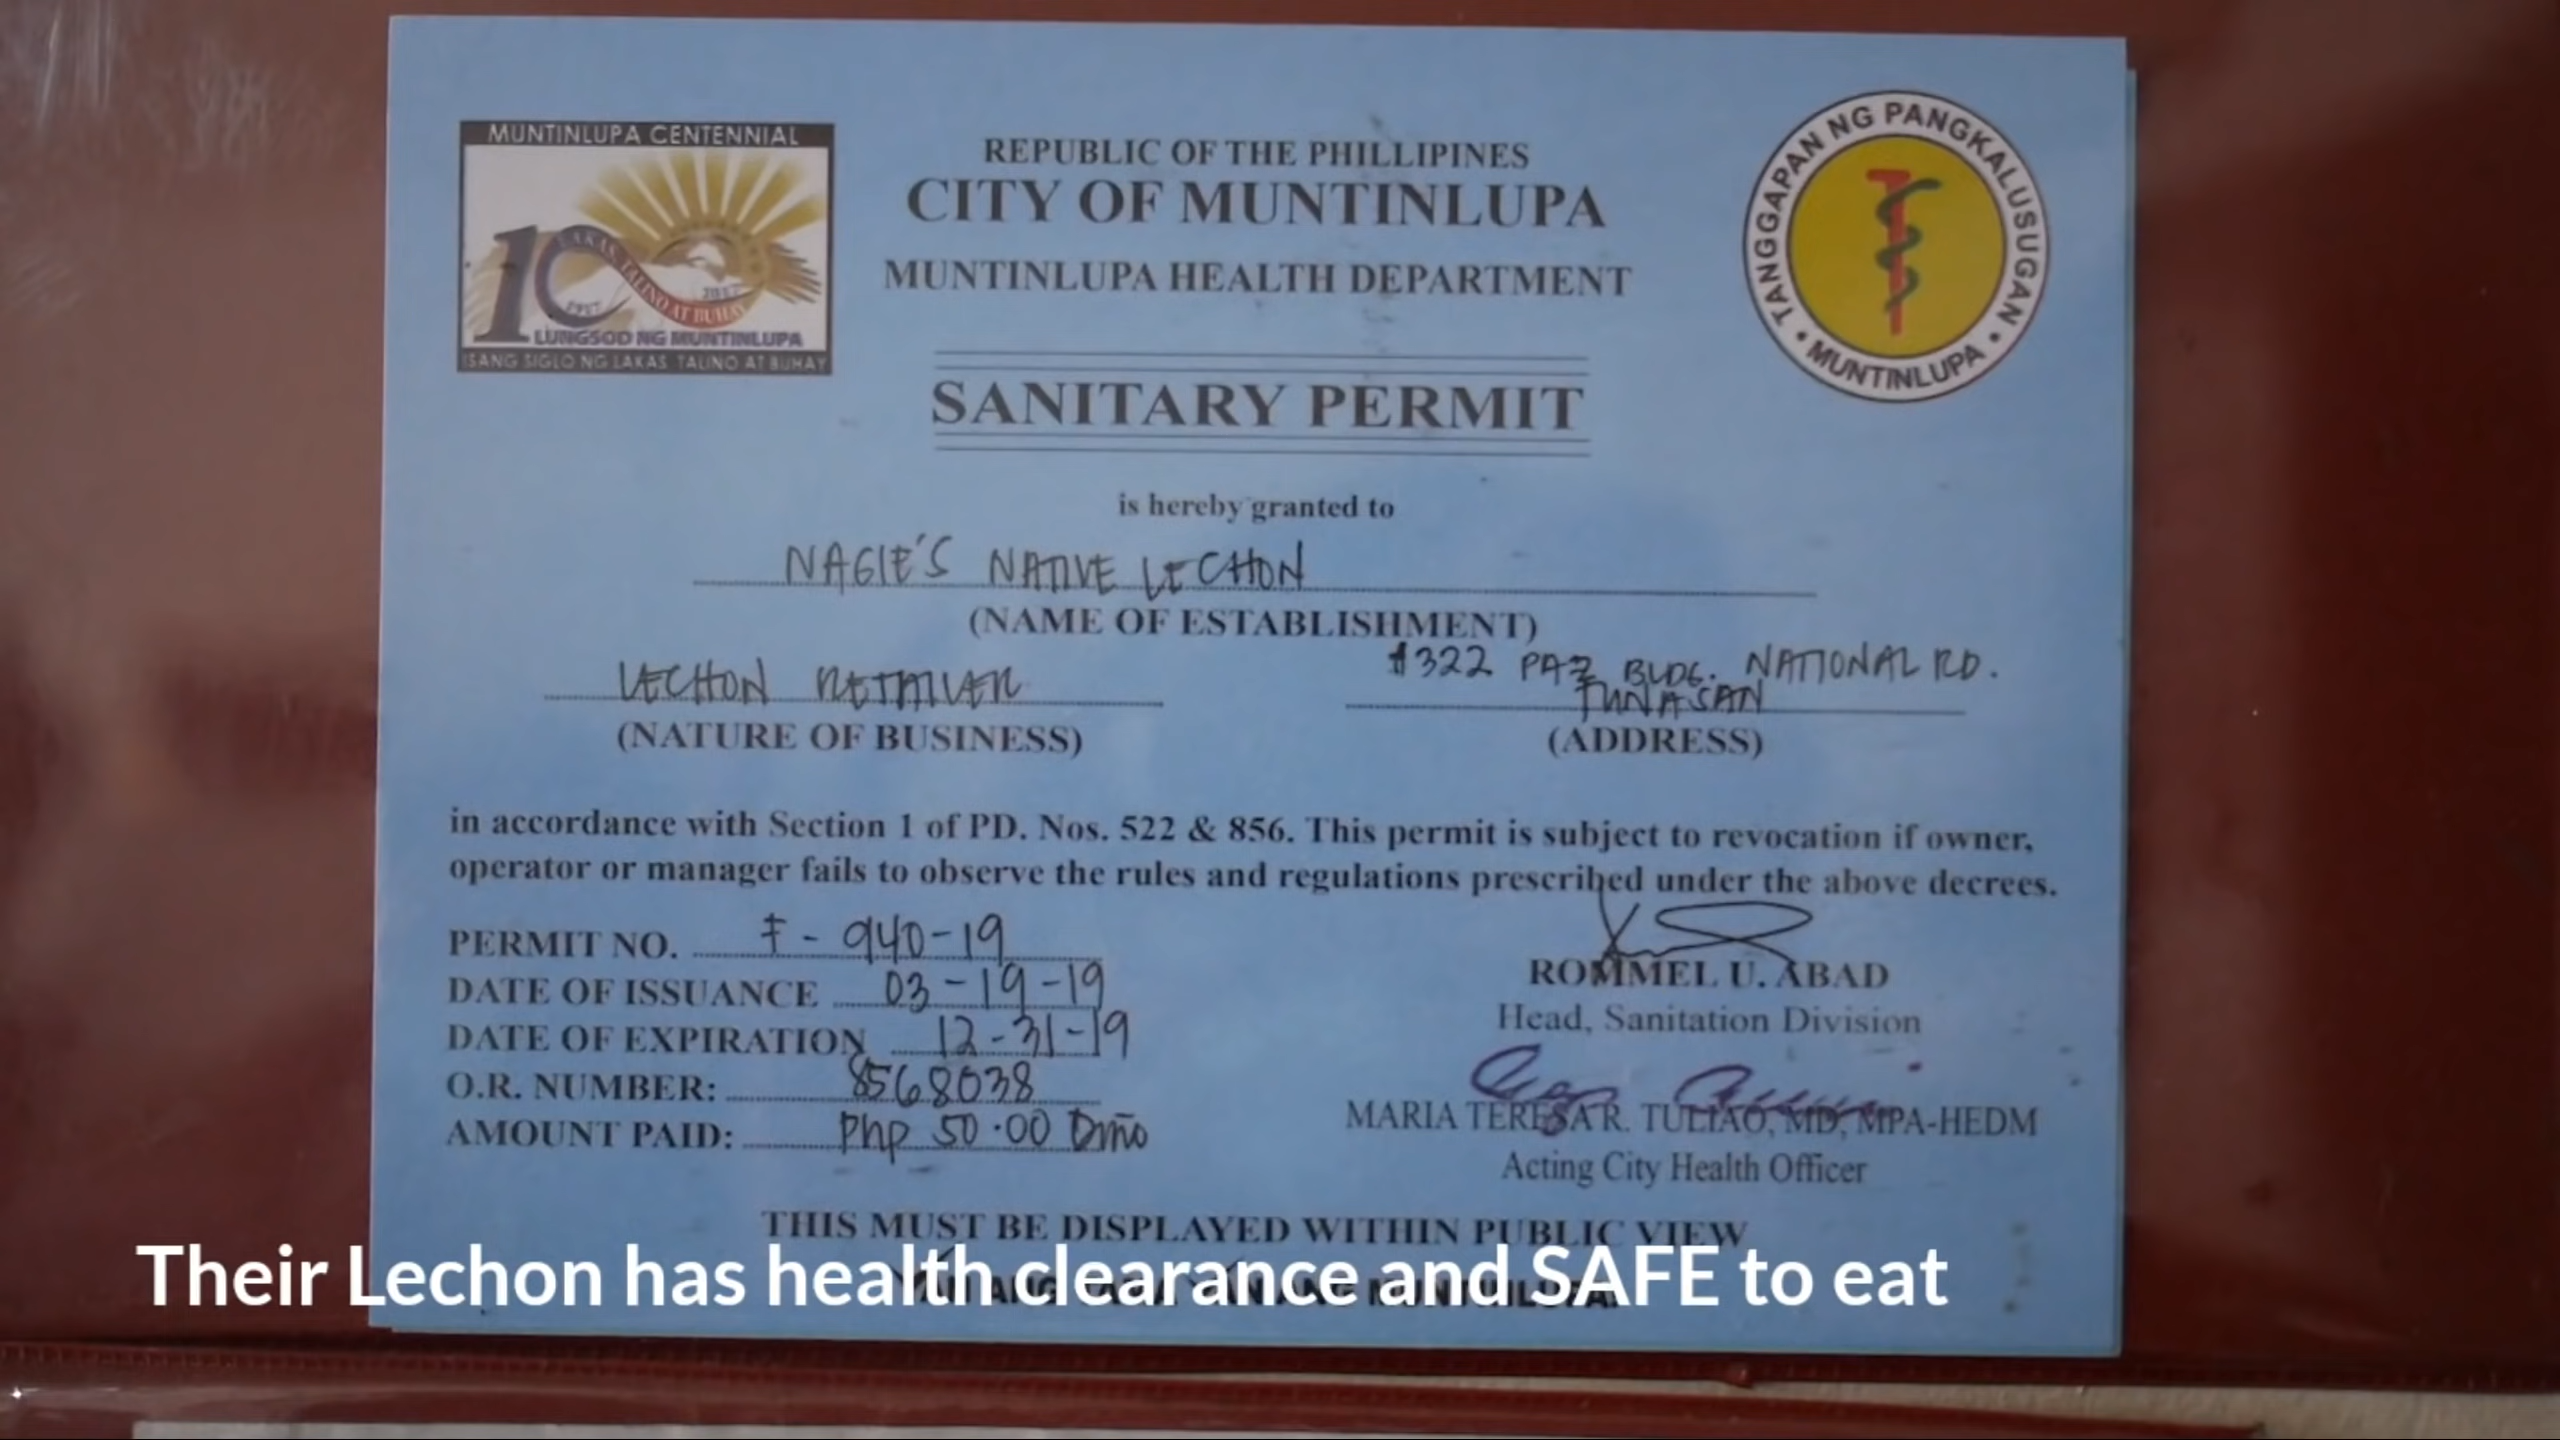 MUNTINLUPA CENTENNIAL
LUNGSOD NG MUNTINLUPA
ISANG SIGLO NG LAKAS TALINO AT BUHAY
REPUBLIC OF THE PHILLIPINES
CITY OF MUNTINLUPA
MUNTINLUPA HEALTH DEPARTMENT
TANGGAPAN NG PANGKALUSUGAN
• MUNTINLUPA •
SANITARY PERMIT
is hereby granted to
NAGIE'S NATIVE LECHON
(NAME OF ESTABLISHMENT)
LECHON RETAILER
(NATURE OF BUSINESS)
#322 PAZ BLDG. NATIONAL RD.
TUNASAN
(ADDRESS)
in accordance with Section 1 of PD. Nos. 522 & 856. This permit is subject to revocation if owner,
operator or manager fails to observe the rules and regulations prescribed under the above decrees.
PERMIT NO. F - 940-19
DATE OF ISSUANCE 03-19-19
DATE OF EXPIRATION 12-31-19
O.R. NUMBER: 8568038
AMOUNT PAID: Php 50.00
ROMMEL U. ABAD
Head, Sanitation Division
MARIA TERESA R. TULIAO, MD, MPA-HEDM
Acting City Health Officer
THIS MUST BE DISPLAYED WITHIN PUBLIC VIEW
Their Lechon has health clearance and SAFE to eat